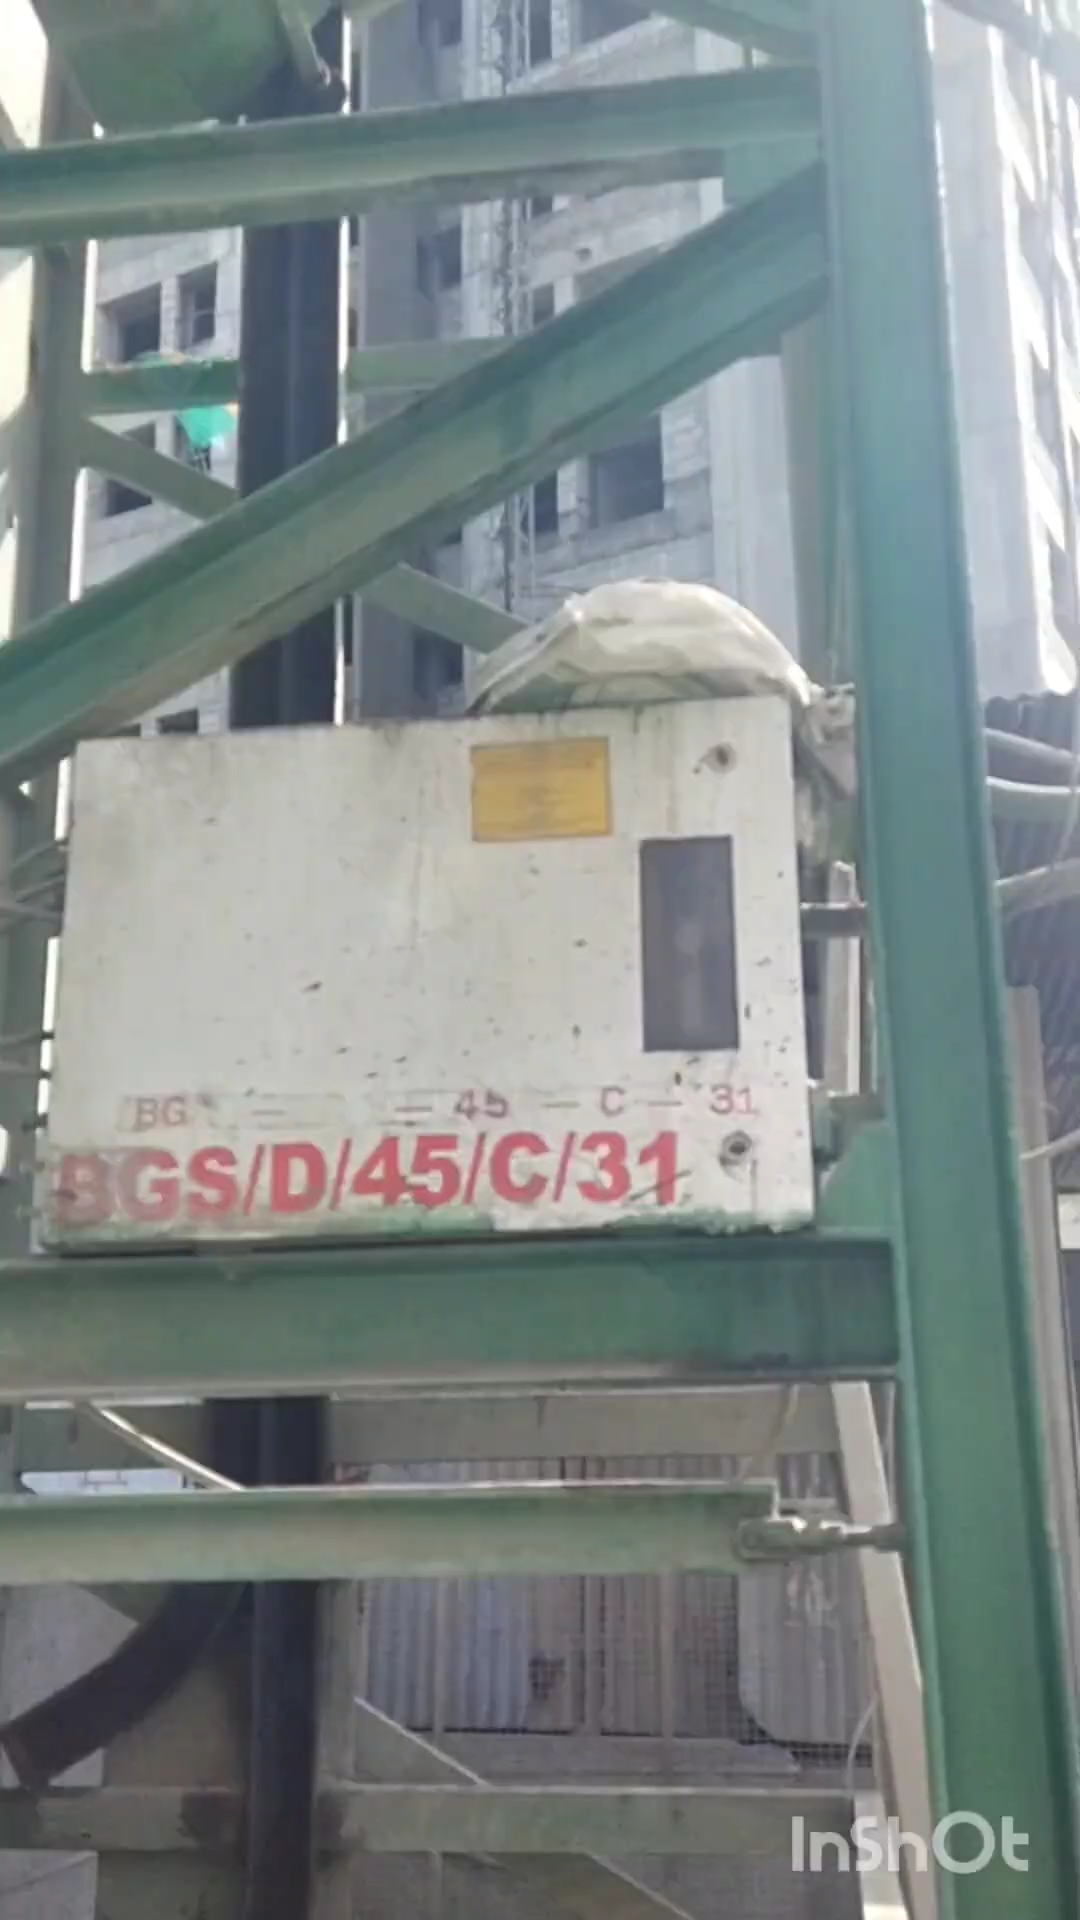 BG — — 45 — C — 31
BGS/D/45/C/31
InShOt